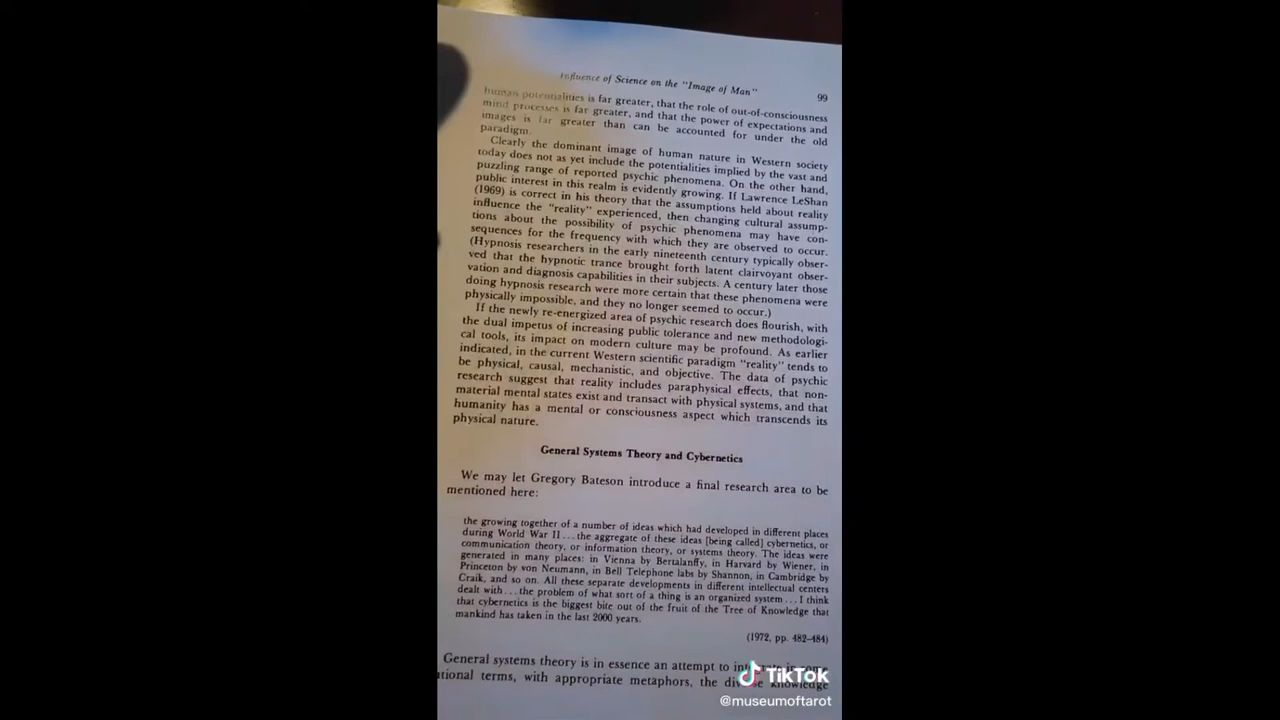 Influence of Science on the "Image of Man"
99
human potentialities is far greater, that the role of out-of-consciousness
mind processes is far greater, and that the power of expectations and
images is far greater than can be accounted for under the old
paradigm.
Clearly the dominant image of human nature in Western society
today does not as yet include the potentialities implied by the vast and
puzzling range of reported psychic phenomena. On the other hand,
public interest in this realm is evidently growing. If Lawrence LeShan
(1969) is correct in his theory that the assumptions held about reality
influence the "reality" experienced, then changing cultural assump-
tions about the possibility of psychic phenomena may have con-
sequences for the frequency with which they are observed to occur.
(Hypnosis researchers in the early nineteenth century typically obser-
ved that the hypnotic trance brought forth latent clairvoyant obser-
vation and diagnosis capabilities in their subjects. A century later those
doing hypnosis research were more certain that these phenomena were
physically impossible, and they no longer seemed to occur.)
If the newly re-energized area of psychic research does flourish, with
the dual impetus of increasing public tolerance and new methodologi-
cal tools, its impact on modern culture may be profound. As earlier
indicated, in the current Western scientific paradigm "reality" tends to
be physical, causal, mechanistic, and objective. The data of psychic
research suggest that reality includes paraphysical effects, that non-
material mental states exist and transact with physical systems, and that
humanity has a mental or consciousness aspect which transcends its
physical nature.
General Systems Theory and Cybernetics
We may let Gregory Bateson introduce a final research area to be
mentioned here:
the growing together of a number of ideas which had developed in different places
during World War II . . . the aggregate of these ideas [being called] cybernetics, or
communication theory, or information theory, or systems theory. The ideas were
generated in many places: in Vienna by Bertalanffy, in Harvard by Wiener, in
Princeton by von Neumann, in Bell Telephone labs by Shannon, in Cambridge by
Craik, and so on. All these separate developments in different intellectual centers
dealt with . . . the problem of what sort of a thing is an organized system . . . I think
that cybernetics is the biggest bite out of the fruit of the Tree of Knowledge that
mankind has taken in the last 2000 years.
(1972, pp. 482–484)
General systems theory is in essence an attempt to in
tional terms, with appropriate metaphors, the knowledge
TikTok
@museumoftarot